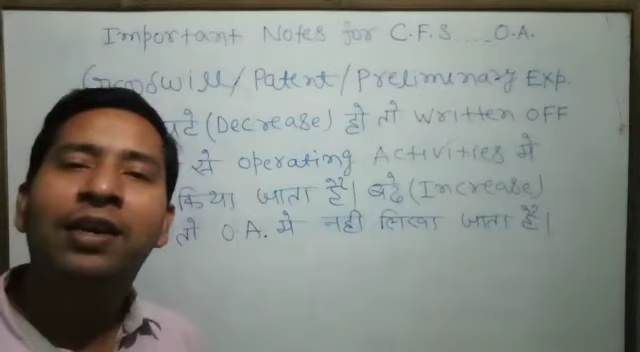 Important Notes for C.F.S ... O.A.
Goodwill/Patent/Preliminary Exp.
घटे (Decrease) हो तो Written OFF
से Operating Activities में
किया जाता है। बढे (Increase)
तो O.A. में नही लिखा जाता है।